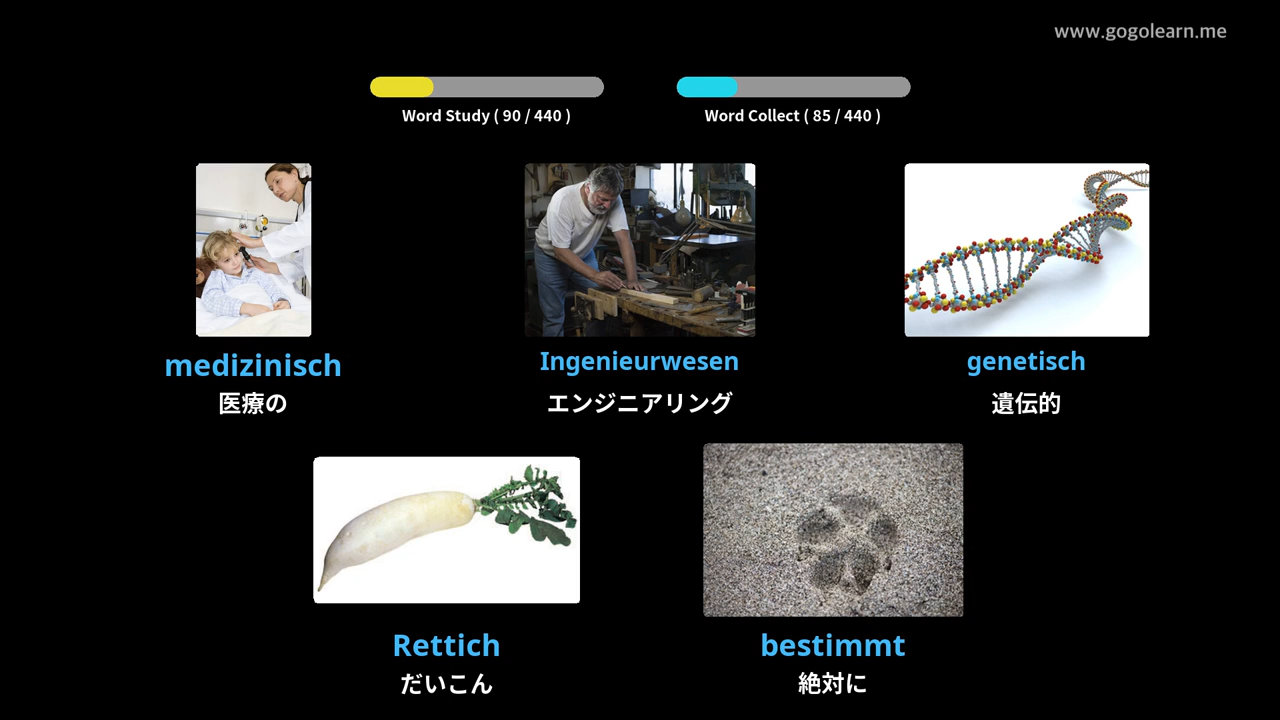 www.gogolearn.me
Word Study ( 90 / 440 )
Word Collect ( 85 / 440 )
medizinisch
医療の
Ingenieurwesen
エンジニアリング
genetisch
遺伝的
Rettich
だいこん
bestimmt
絶対に